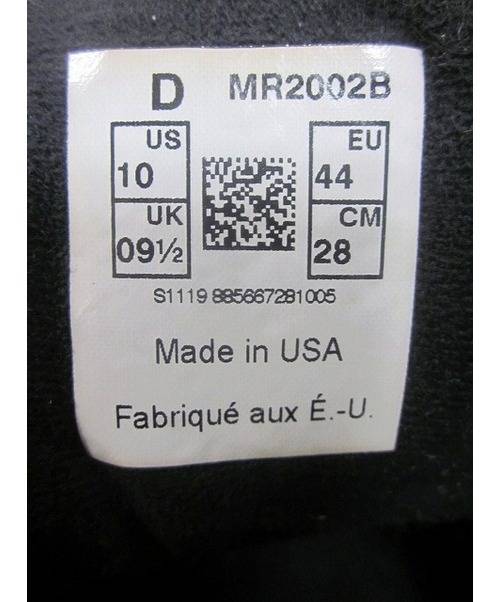 D MR2002B
US EU
10 44
UK CM
09½ 28
S1119 885667281005
Made in USA
Fabriqué aux É.-U.